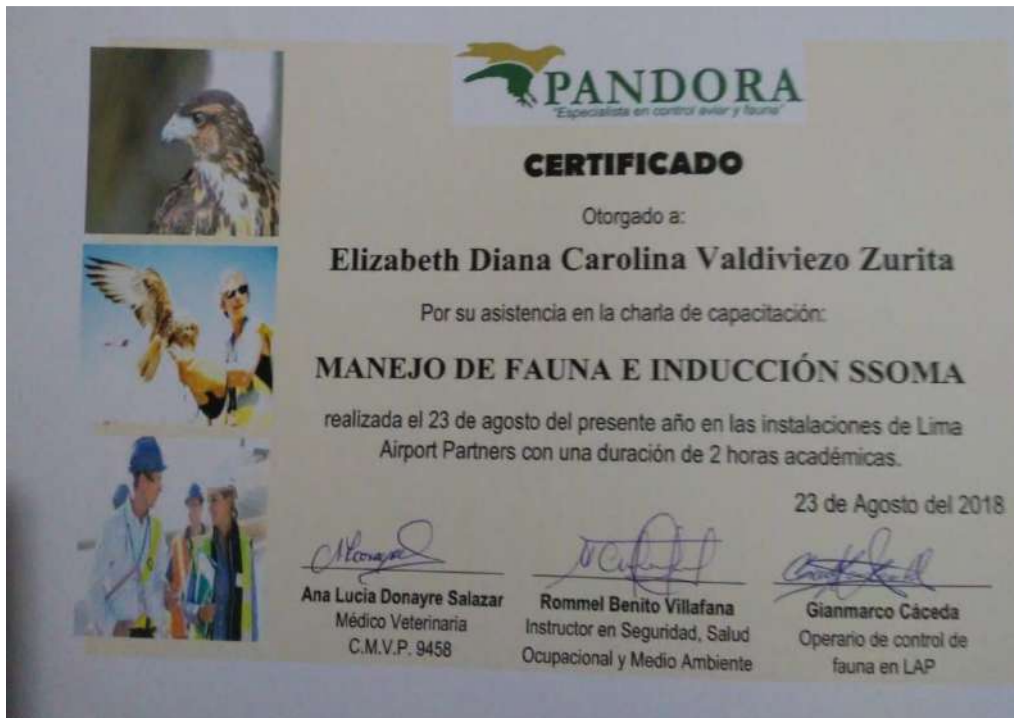 PANDORA
"Especialista en control aviar y fauna"
CERTIFICADO
Otorgado a:
Elizabeth Diana Carolina Valdiviezo Zurita
Por su asistencia en la charla de capacitación:
MANEJO DE FAUNA E INDUCCIÓN SSOMA
realizada el 23 de agosto del presente año en las instalaciones de Lima
Airport Partners con una duración de 2 horas académicas.
23 de Agosto del 2018
Ana Lucia Donayre Salazar
Médico Veterinaria
C.M.V.P. 9458
Rommel Benito Villafana
Instructor en Seguridad, Salud
Ocupacional y Medio Ambiente
Gianmarco Cáceda
Operario de control de
fauna en LAP